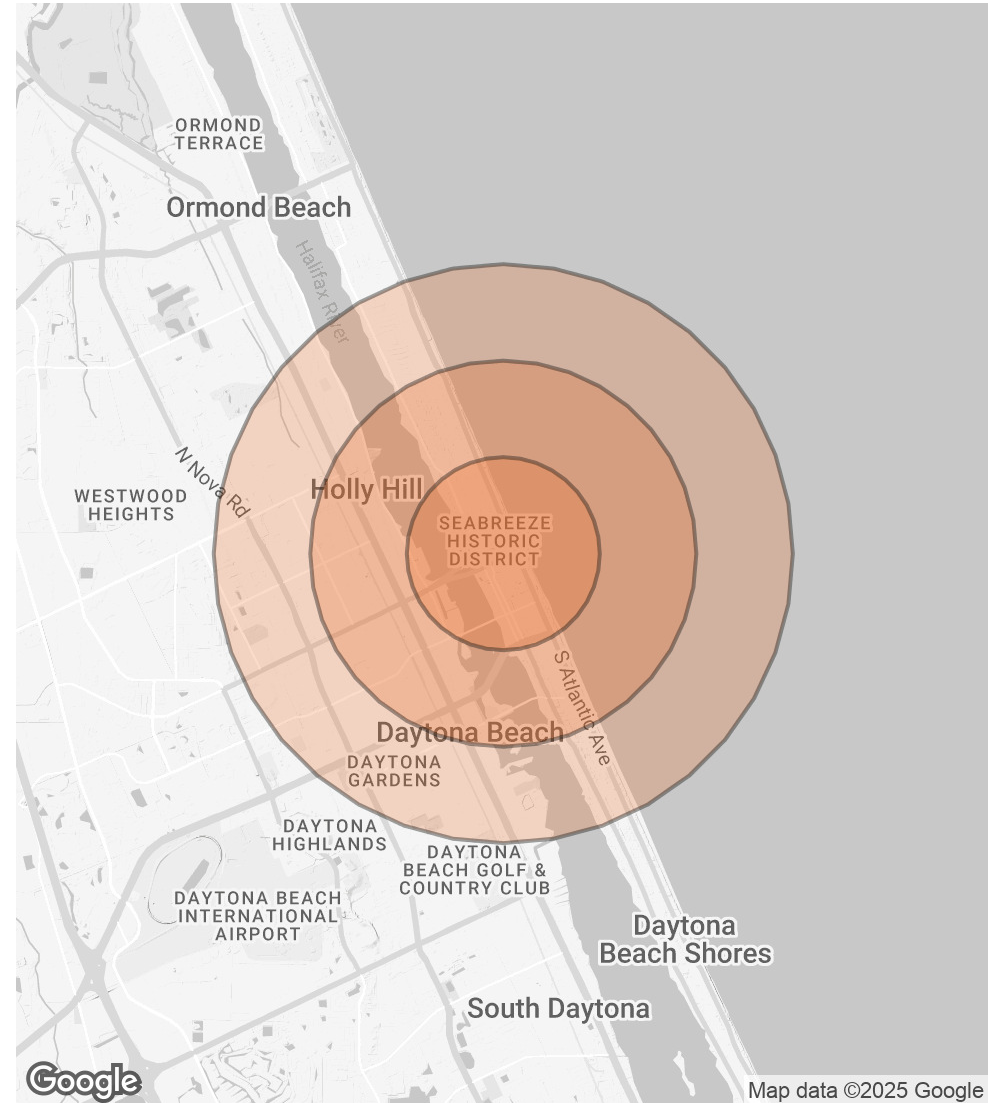 ORMOND
TERRACE
Ormond Beach
Halifax River
N Nova Rd
WESTWOOD
HEIGHTS
Holly Hill
SEABREEZE
HISTORIC
DISTRICT
S Atlantic Ave
Daytona Beach
DAYTONA
GARDENS
DAYTONA
HIGHLANDS
DAYTONA
BEACH GOLF &
COUNTRY CLUB
DAYTONA BEACH
INTERNATIONAL
AIRPORT
Daytona
Beach Shores
South Daytona
Google
Map data ©2025 Google